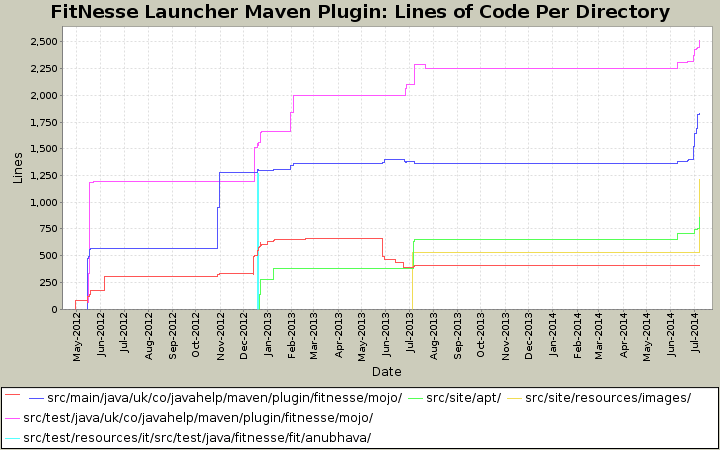 FitNesse Launcher Maven Plugin: Lines of Code Per Directory
Lines
2,500
2,250
2,000
1,750
1,500
1,250
1,000
750
500
250
0
May-2012
Jun-2012
Jul-2012
Aug-2012
Sep-2012
Oct-2012
Nov-2012
Dec-2012
Jan-2013
Feb-2013
Mar-2013
Apr-2013
May-2013
Jun-2013
Jul-2013
Aug-2013
Sep-2013
Oct-2013
Nov-2013
Dec-2013
Jan-2014
Feb-2014
Mar-2014
Apr-2014
May-2014
Jun-2014
Jul-2014
Date
src/main/java/uk/co/javahelp/maven/plugin/fitnesse/mojo/ src/site/apt/ src/site/resources/images/
src/test/java/uk/co/javahelp/maven/plugin/fitnesse/mojo/
src/test/resources/it/src/test/java/fitnesse/fit/anubhava/